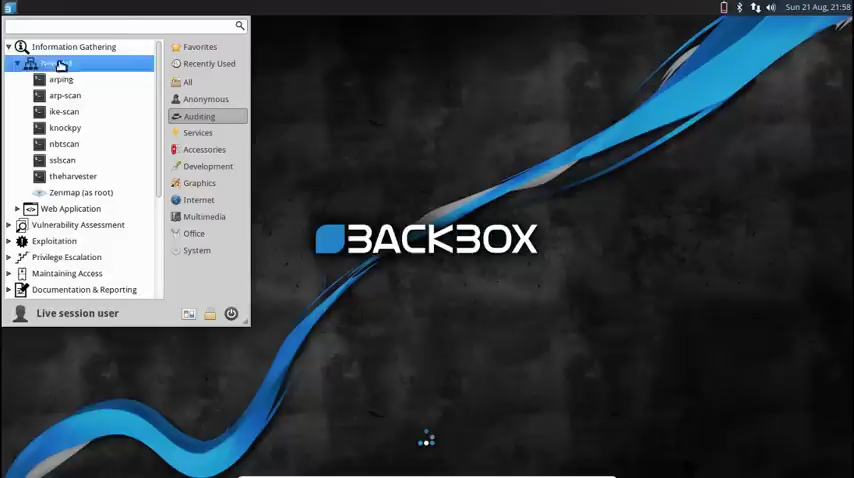 Sun 21 Aug, 21:58
Information Gathering
arping
arp-scan
ike-scan
knockpy
nbtscan
sslscan
theharvester
Zenmap (as root)
Web Application
Vulnerability Assessment
Exploitation
Privilege Escalation
Maintaining Access
Documentation & Reporting
Favorites
Recently Used
All
Anonymous
Auditing
Services
Accessories
Development
Graphics
Internet
Multimedia
Office
System
Live session user
BACKBOX